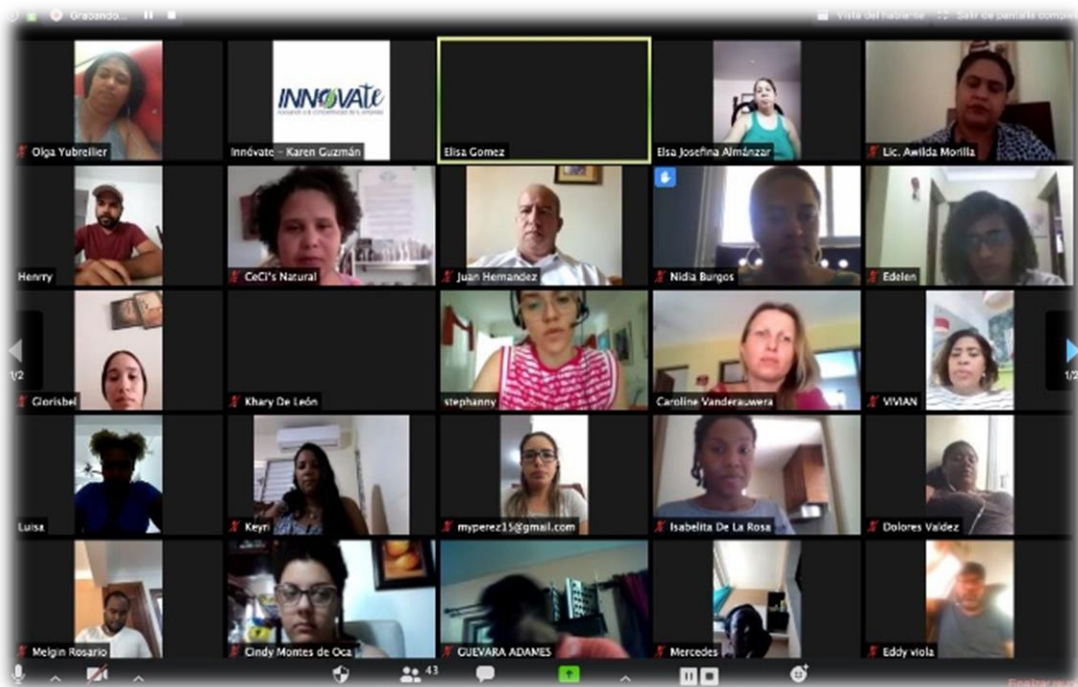 Grabando...
Vista del hablante
Salir de pantalla comple
Olga Yubreilier
INNOVATE
Innóvate – Karen Guzmán
Elisa Gomez
Elsa Josefina Almánzar
Lic. Awilda Morilla
Henrry
CeCi's Natural
Juan Hernandez
Nidia Burgos
Edelen
1/2
Glorisbel
Khary De León
stephanny
Caroline Vanderauwera
VIVIAN
1/2
Luisa
Keyri
myperez15@gmail.com
Isabelita De La Rosa
Dolores Valdez
Melgin Rosario
Cindy Montes de Oca
GUEVARA ADAMES
Mercedes
Eddy viola
43